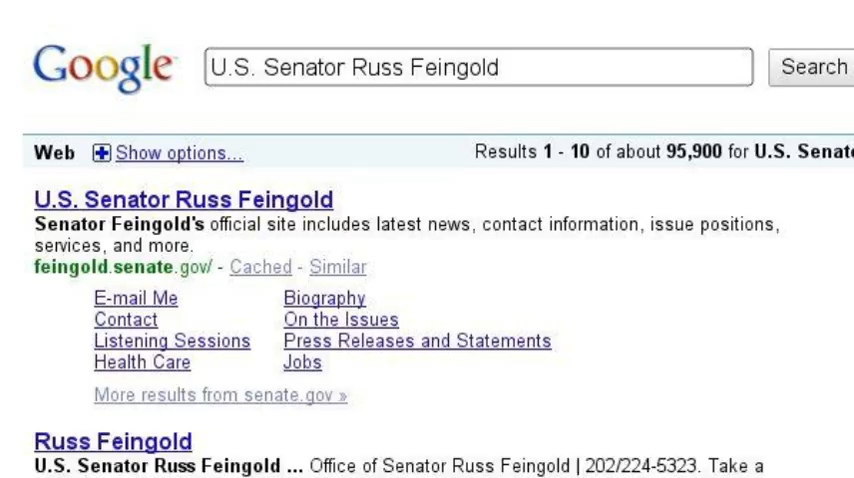 Google U.S. Senator Russ Feingold Search
Web Show options... Results 1 - 10 of about 95,900 for U.S. Senato
U.S. Senator Russ Feingold
Senator Feingold's official site includes latest news, contact information, issue positions,
services, and more.
feingold.senate.gov/ - Cached - Similar
E-mail Me Biography
Contact On the Issues
Listening Sessions Press Releases and Statements
Health Care Jobs
More results from senate.gov »
Russ Feingold
U.S. Senator Russ Feingold ... Office of Senator Russ Feingold | 202/224-5323. Take a